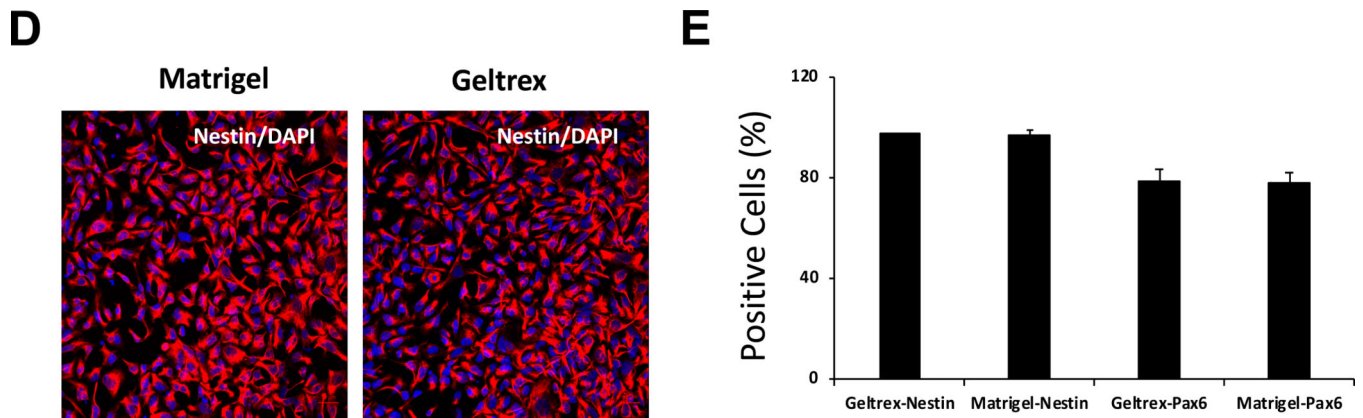 D
Matrigel
Geltrex
Nestin/DAPI
Nestin/DAPI
E
Positive Cells (%)
120
80
40
0
Geltrex-Nestin
Matrigel-Nestin
Geltrex-Pax6
Matrigel-Pax6